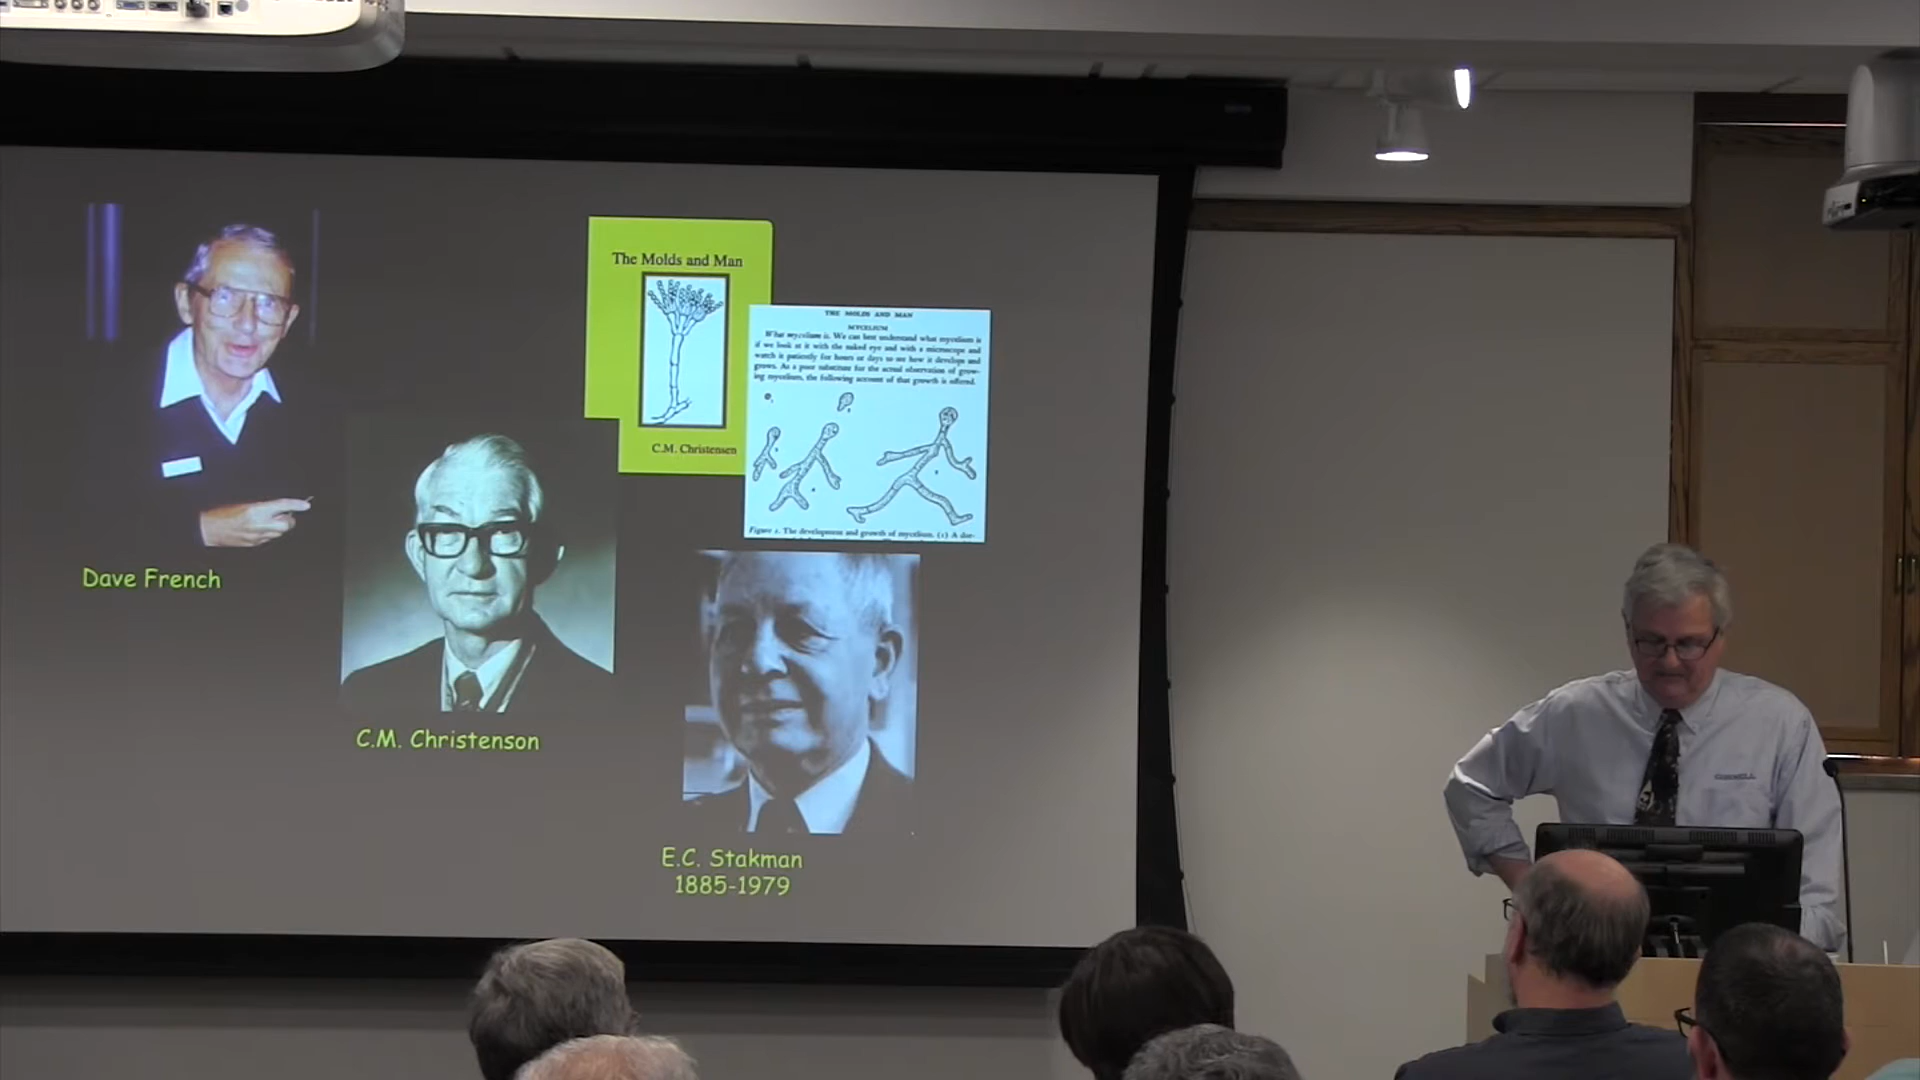 The Molds and Man
C.M. Christensen
THE MOLDS AND MAN
MYCELIUM
What mycelium is. We can best understand what mycelium is
if we look at it with the naked eye and with a microscope and
watch it patiently for hours or days to see how it develops and
grows. As a poor substitute for the actual observation of grow-
ing mycelium, the following account of that growth is offered.
Figure 1. The development and growth of mycelium. (1) A dor-
Dave French
C.M. Christenson
E.C. Stakman
1885-1979